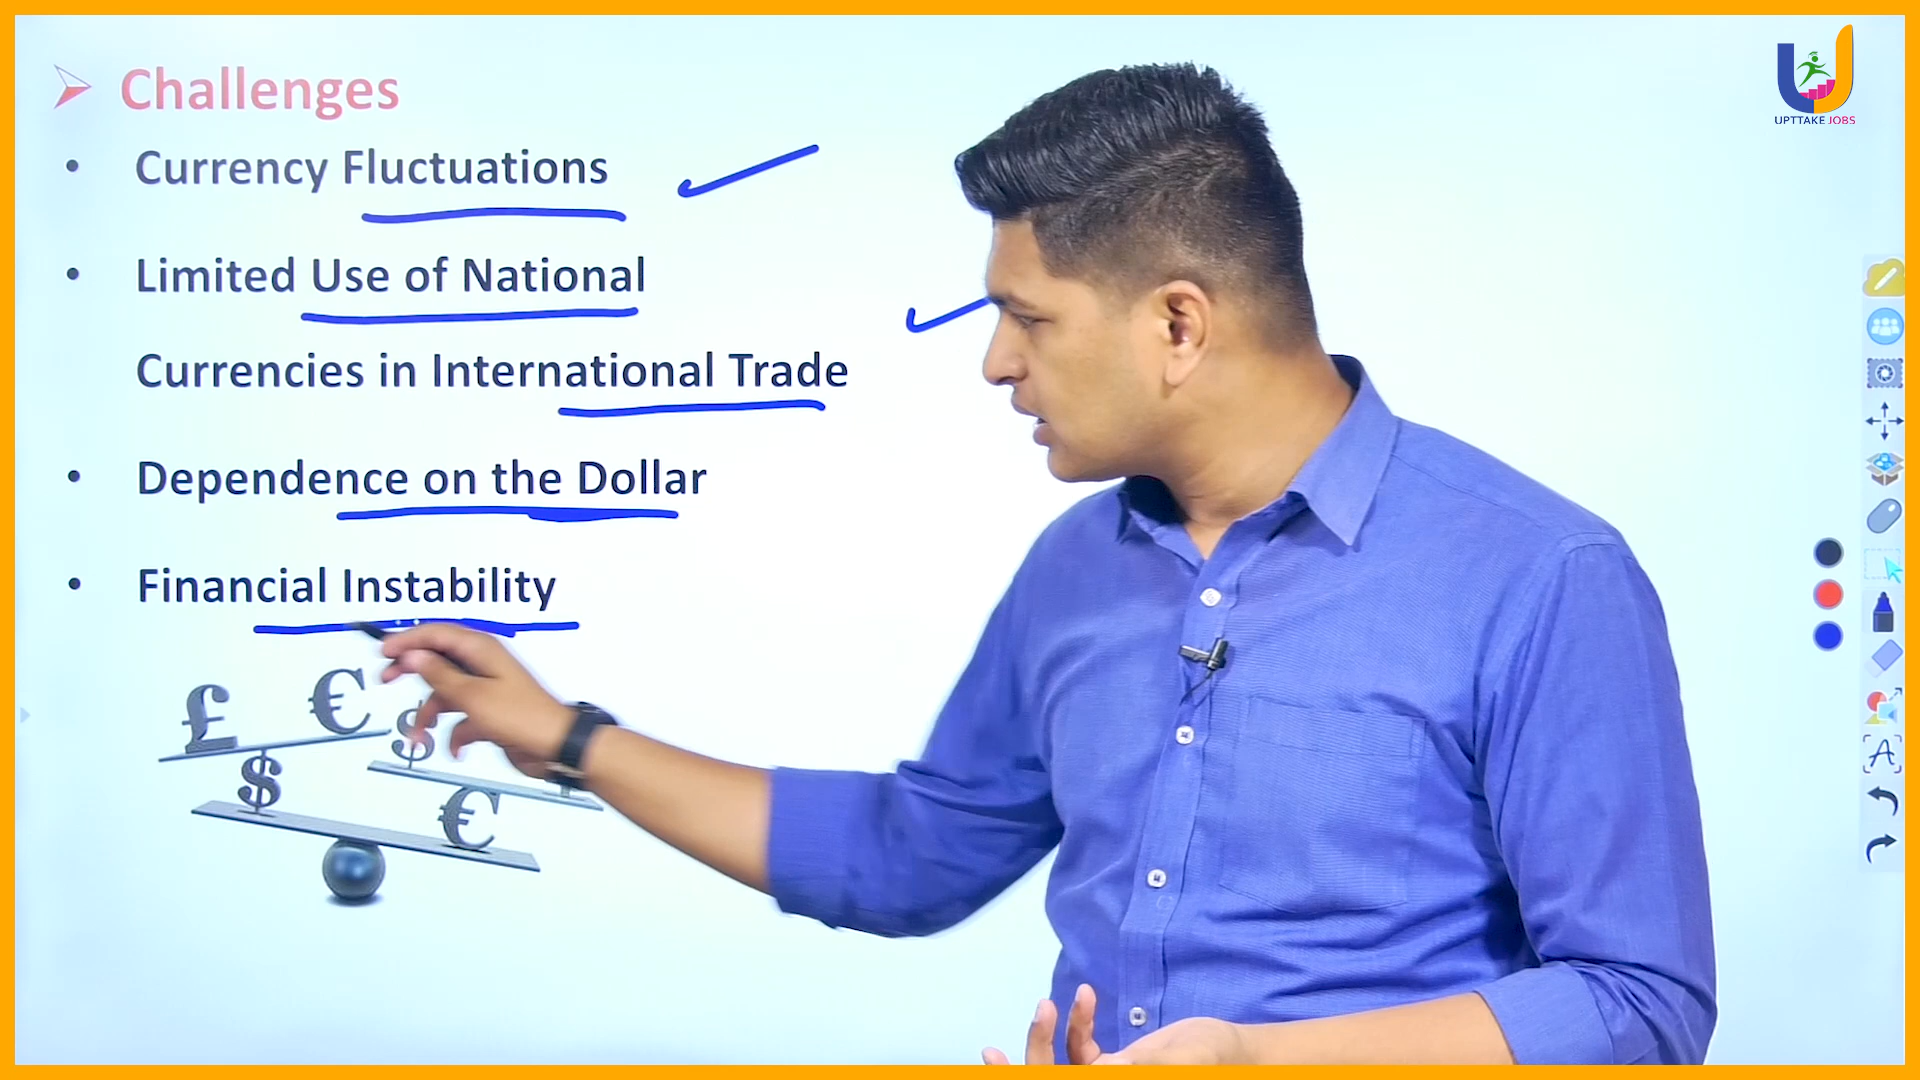 UPTTAKE JOBS
Challenges
• Currency Fluctuations
• Limited Use of National
Currencies in International Trade
• Dependence on the Dollar
• Financial Instability
£ € $
$ €
A